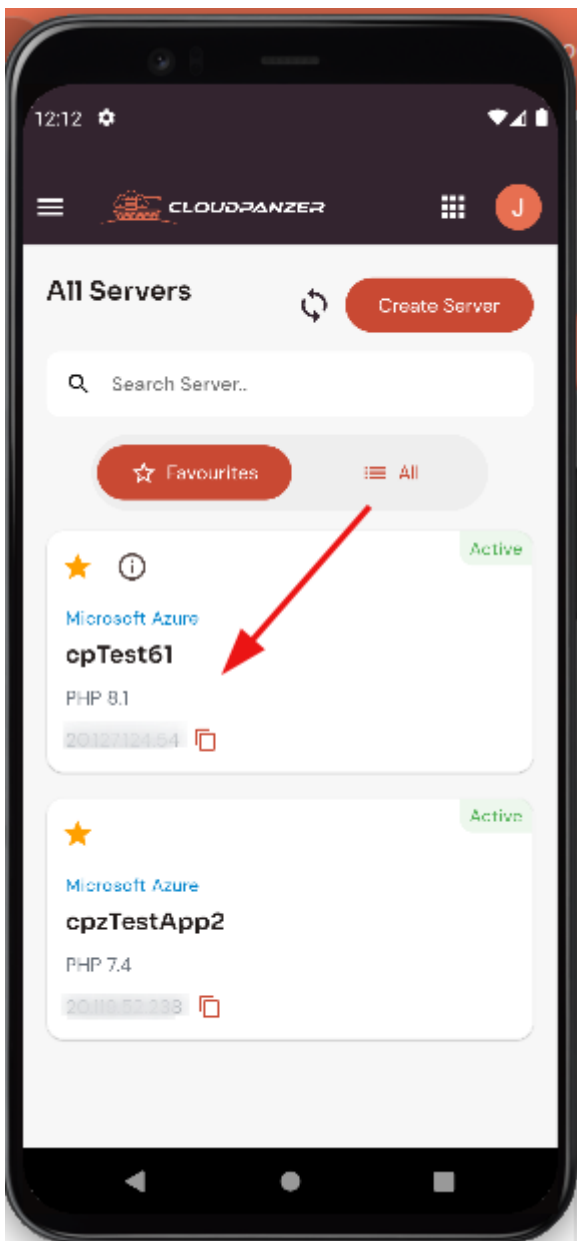 12:12
CLOUDPANZER
J
All Servers
Create Server
Search Server..
Favourites
All
Active
Microsoft Azure
cpTest61
PHP 8.1
Active
Microsoft Azure
cpzTestApp2
PHP 7.4